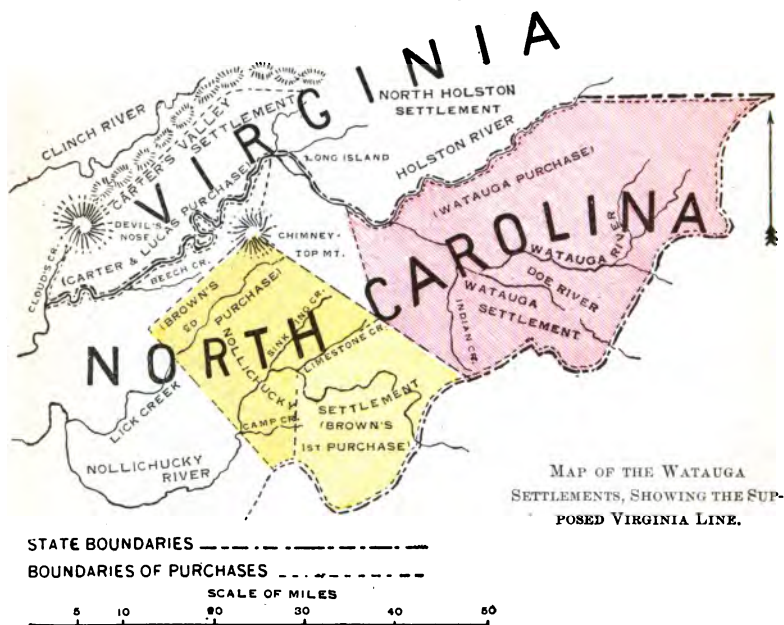 VIRGINIA
NORTH HOLSTON
SETTLEMENT
CLINCH RIVER
CARTER'S VALLEY
SETTLEMENT
HOLSTON RIVER
LONG ISLAND
(WATAUGA PURCHASE)
DEVIL'S
NOSE
(CARTER & LUCAS PURCHASE)
CHIMNEY-
TOP MT.
CLOUD'S CR.
BEECH CR.
NORTH CAROLINA
WATAUGA
RIVER
DOE RIVER
WATAUGA
SETTLEMENT
INDIAN CR.
(BROWN'S
2D PURCHASE)
SINKING CR.
LIMESTONE CR.
NOLLICHUCKY
SETTLEMENT
(BROWN'S
1ST PURCHASE)
CAMP CR.
LICK CREEK
NOLLICHUCKY
RIVER
MAP OF THE WATAUGA
SETTLEMENTS, SHOWING THE SUP-
POSED VIRGINIA LINE.
STATE BOUNDARIES
BOUNDARIES OF PURCHASES
SCALE OF MILES
5 10 20 30 40 50